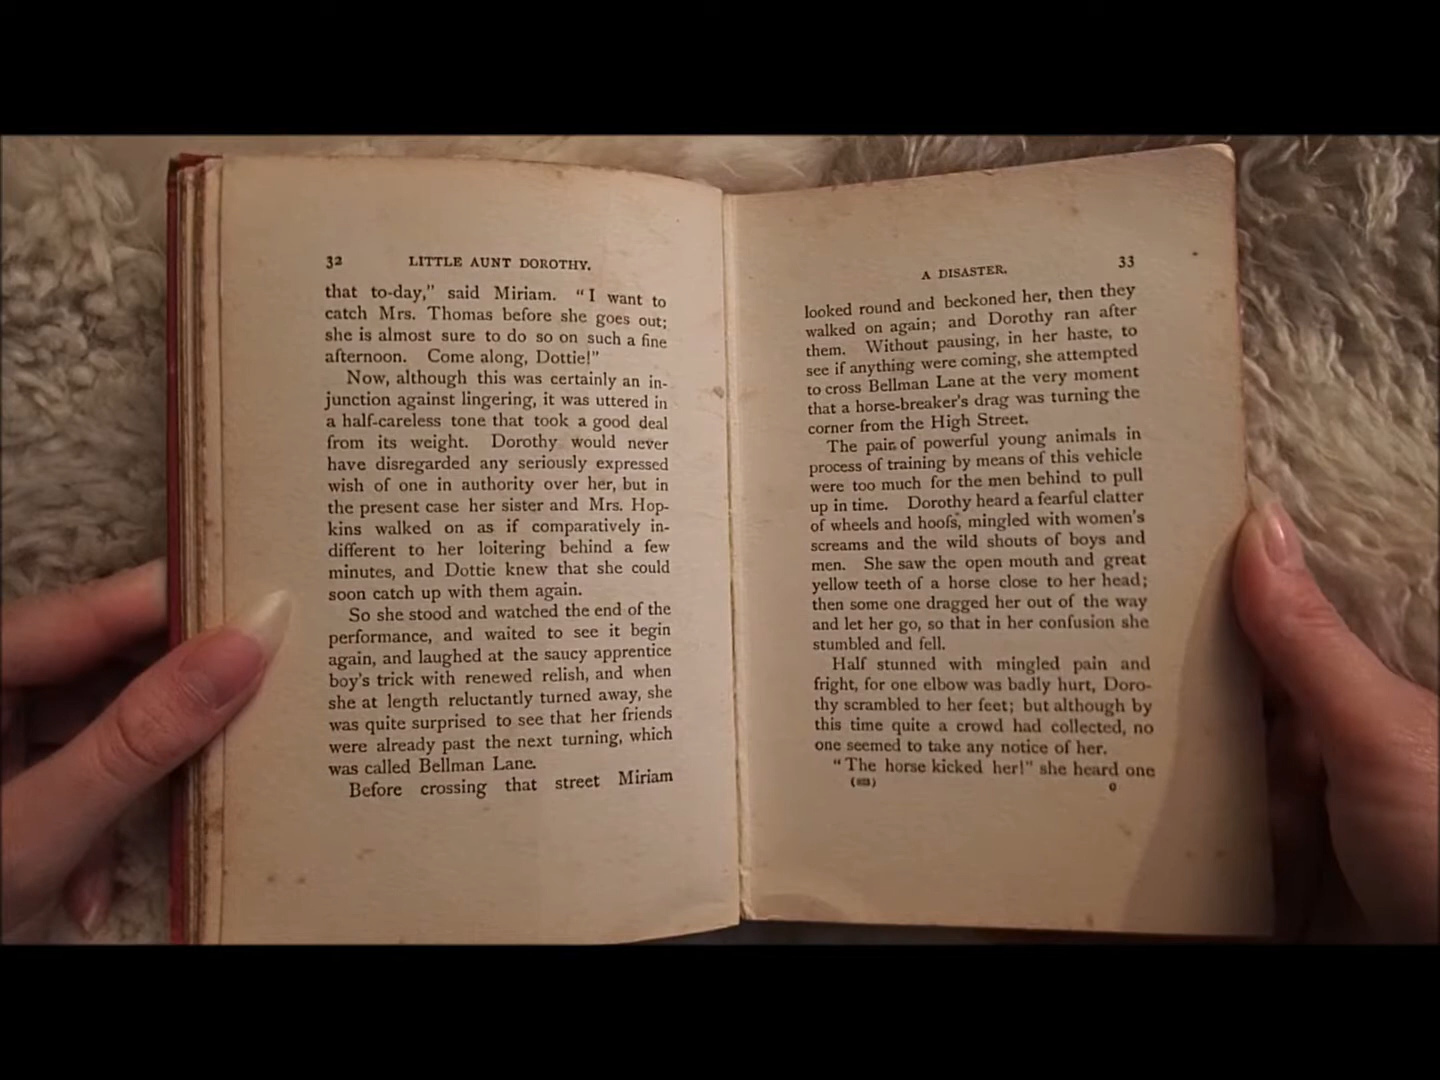 32
LITTLE AUNT DOROTHY.
that to-day," said Miriam. "I want to
catch Mrs. Thomas before she goes out;
she is almost sure to do so on such a fine
afternoon. Come along, Dottie!"
Now, although this was certainly an in-
junction against lingering, it was uttered in
a half-careless tone that took a good deal
from its weight. Dorothy would never
have disregarded any seriously expressed
wish of one in authority over her, but in
the present case her sister and Mrs. Hop-
kins walked on as if comparatively in-
different to her loitering behind a few
minutes, and Dottie knew that she could
soon catch up with them again.
So she stood and watched the end of the
performance, and waited to see it begin
again, and laughed at the saucy apprentice
boy's trick with renewed relish, and when
she at length reluctantly turned away, she
was quite surprised to see that her friends
were already past the next turning, which
was called Bellman Lane.
Before crossing that street Miriam
A DISASTER.
33
looked round and beckoned her, then they
walked on again; and Dorothy ran after
them. Without pausing, in her haste, to
see if anything were coming, she attempted
to cross Bellman Lane at the very moment
that a horse-breaker's drag was turning the
corner from the High Street.
The pair of powerful young animals in
process of training by means of this vehicle
were too much for the men behind to pull
up in time. Dorothy heard a fearful clatter
of wheels and hoofs, mingled with women's
screams and the wild shouts of boys and
men. She saw the open mouth and great
yellow teeth of a horse close to her head;
then some one dragged her out of the way
and let her go, so that in her confusion she
stumbled and fell.
Half stunned with mingled pain and
fright, for one elbow was badly hurt, Doro-
thy scrambled to her feet; but although by
this time quite a crowd had collected, no
one seemed to take any notice of her.
"The horse kicked her!" she heard one